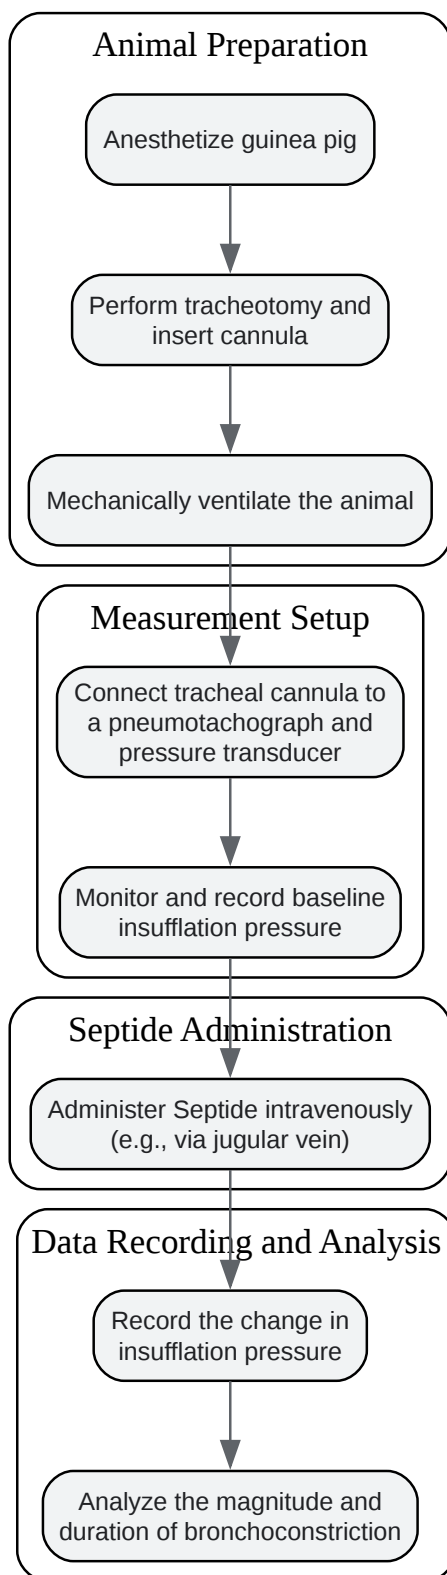 Animal Preparation
Anesthetize guinea pig
Perform tracheotomy and
insert cannula
Mechanically ventilate the animal
Measurement Setup
Connect tracheal cannula to
a pneumotachograph and
pressure transducer
Monitor and record baseline
insufflation pressure
Septide Administration
Administer Septide intravenously
(e.g., via jugular vein)
Data Recording and Analysis
Record the change in
insufflation pressure
Analyze the magnitude and
duration of bronchoconstriction